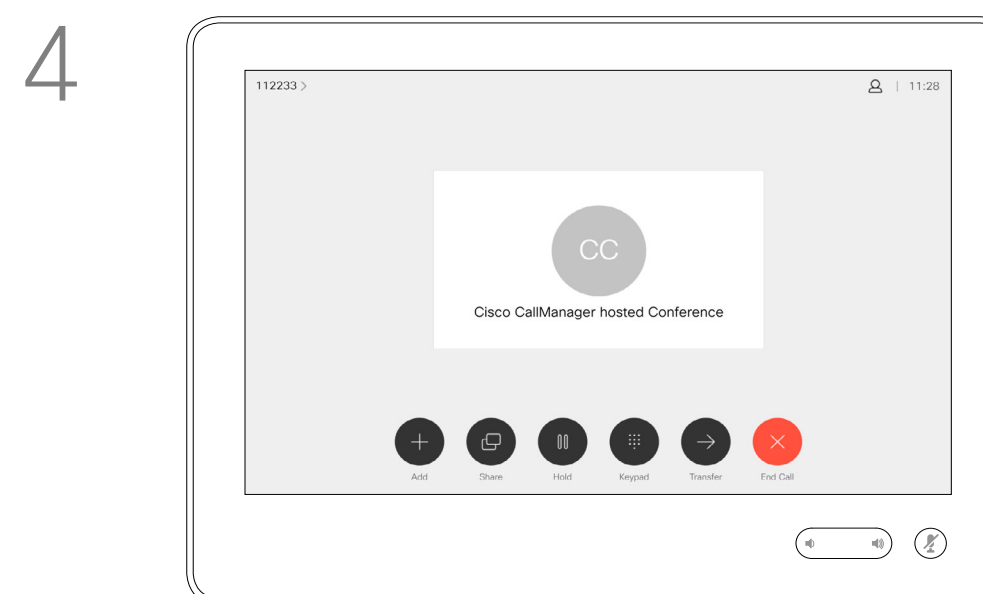 4
112233 >
11:28
CC
Cisco CallManager hosted Conference
Add Share Hold Keypad Transfer End Call